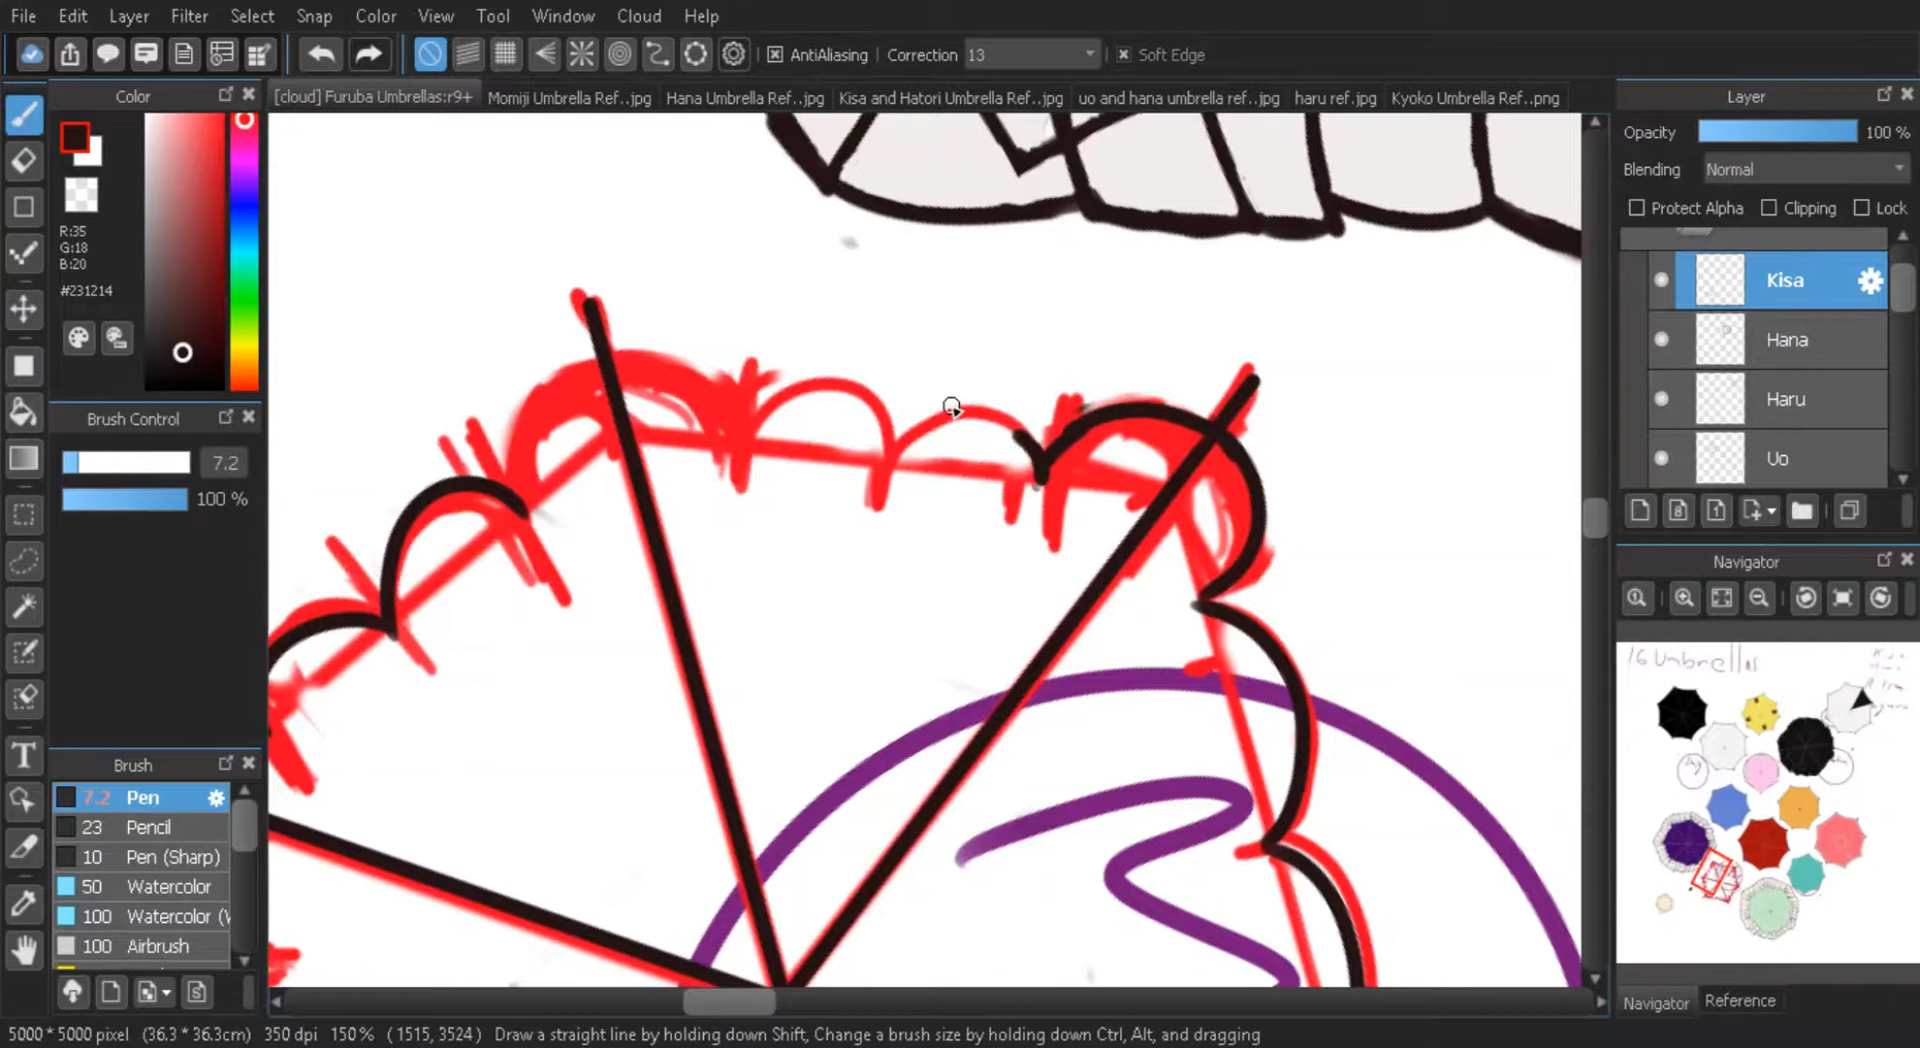 File Edit Layer Filter Select Snap Color View Tool Window Cloud Help
AntiAliasing Correction 13 Soft Edge
Color
[cloud] Furuba Umbrellas:r9+ Momiji Umbrella Ref..jpg Hana Umbrella Ref..jpg Kisa and Hatori Umbrella Ref..jpg uo and hana umbrella ref..jpg haru ref.jpg Kyoko Umbrella Ref..png
R:35
G:18
B:20
#231214
Brush Control
7.2
100 %
Brush
7.2 Pen
23 Pencil
10 Pen (Sharp)
50 Watercolor
100 Watercolor (
100 Airbrush
Layer
Opacity 100 %
Blending Normal
Protect Alpha Clipping Lock
Kisa
Hana
Haru
Uo
Navigator
16 Umbrellas
Navigator Reference
5000 * 5000 pixel (36.3 * 36.3cm) 350 dpi 150 % ( 1515, 3524 ) Draw a straight line by holding down Shift, Change a brush size by holding down Ctrl, Alt, and dragging